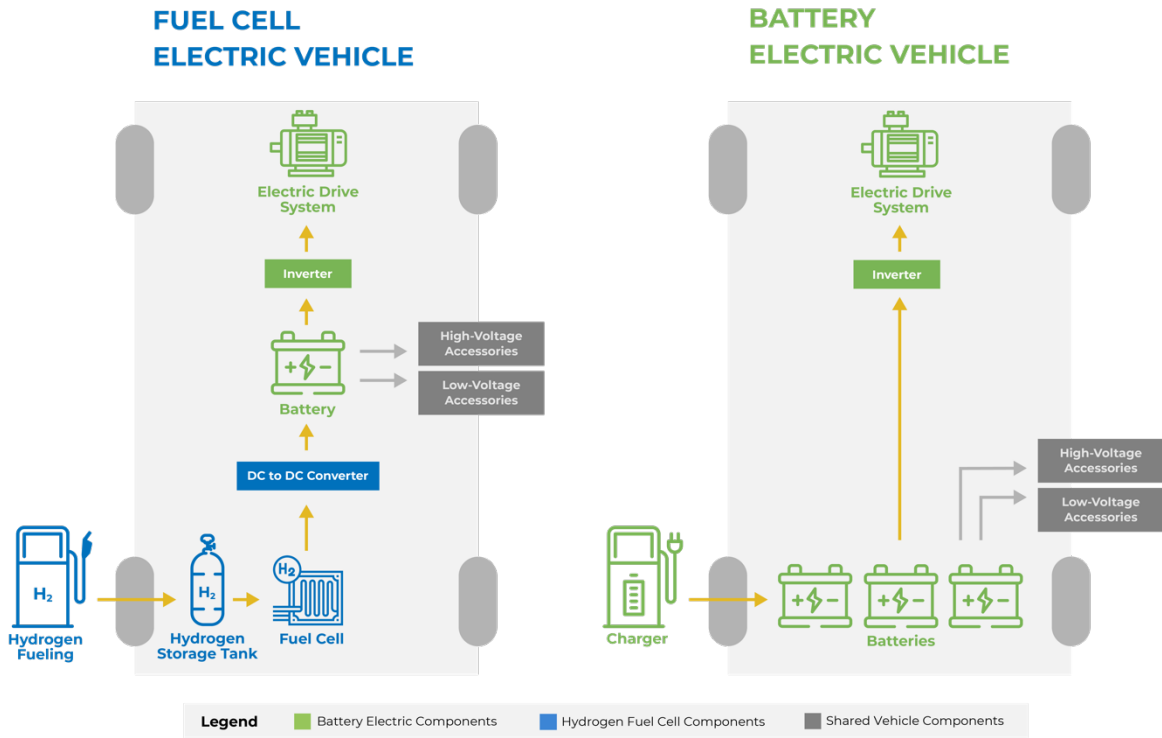 FUEL CELL
ELECTRIC VEHICLE
Electric Drive
System
Inverter
High-Voltage
Accessories
Low-Voltage
Accessories
+ -
Battery
DC to DC Converter
H₂
Hydrogen
Fueling
H₂
Hydrogen
Storage Tank
H₂
Fuel Cell
BATTERY
ELECTRIC VEHICLE
Electric Drive
System
Inverter
High-Voltage
Accessories
Low-Voltage
Accessories
Charger
+ - + - + -
Batteries
Legend Battery Electric Components Hydrogen Fuel Cell Components Shared Vehicle Components